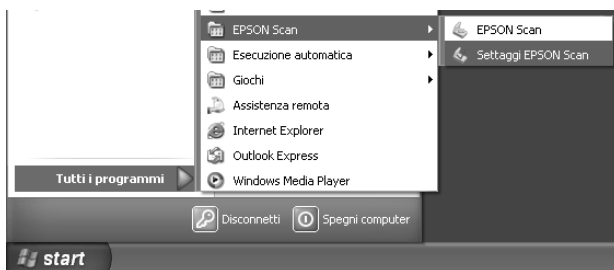 EPSON Scan
Esecuzione automatica
Giochi
Assistenza remota
Internet Explorer
Outlook Express
Windows Media Player
EPSON Scan
Settaggi EPSON Scan
Tutti i programmi
Disconnetti
Spegni computer
start